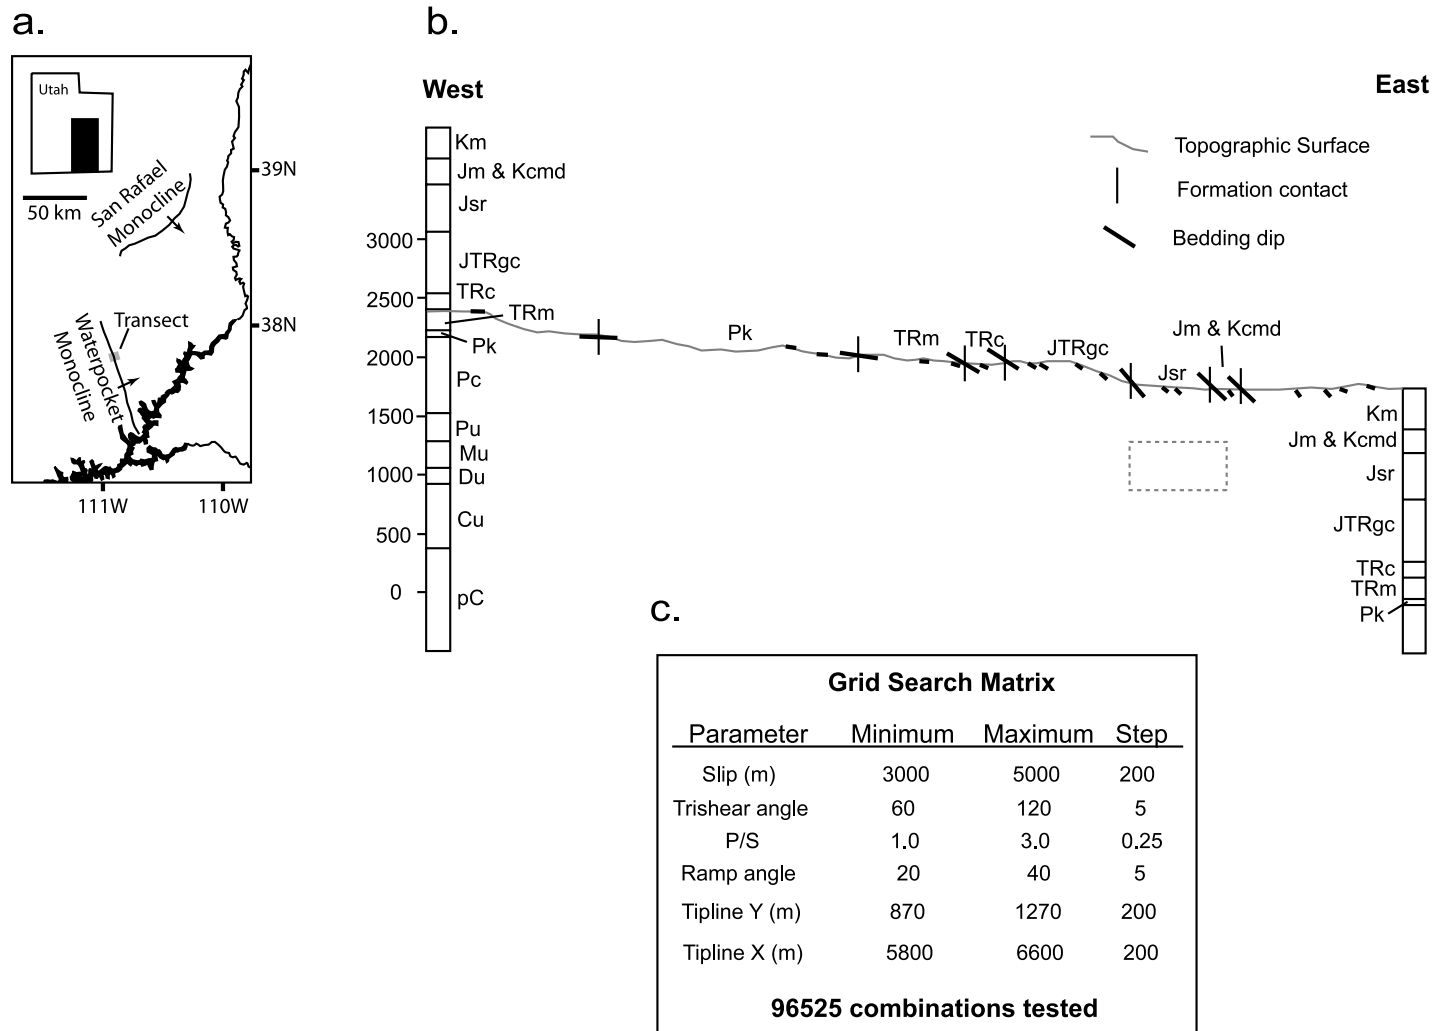 a.
Utah
50 km
San Rafael
Monocline
39N
38N
Transect
Waterpocket
Monocline
111W
110W
b.
West
East
Km
Jm & Kcmd
Jsr
JTRgc
TRc
TRm
Pk
Pc
Pu
Mu
Du
Cu
pC
3000
2500
2000
1500
1000
500
0
Pk
TRm
TRc
JTRgc
Jsr
Jm & Kcmd
Topographic Surface
Formation contact
Bedding dip
Km
Jm & Kcmd
Jsr
JTRgc
TRc
TRm
Pk
c.
Grid Search Matrix
Parameter Minimum Maximum Step
Slip (m) 3000 5000 200
Trishear angle 60 120 5
P/S 1.0 3.0 0.25
Ramp angle 20 40 5
Tipline Y (m) 870 1270 200
Tipline X (m) 5800 6600 200
96525 combinations tested